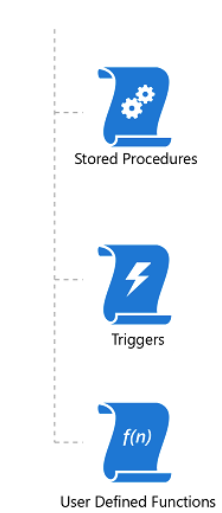 Stored Procedures
Triggers
f(n)
User Defined Functions